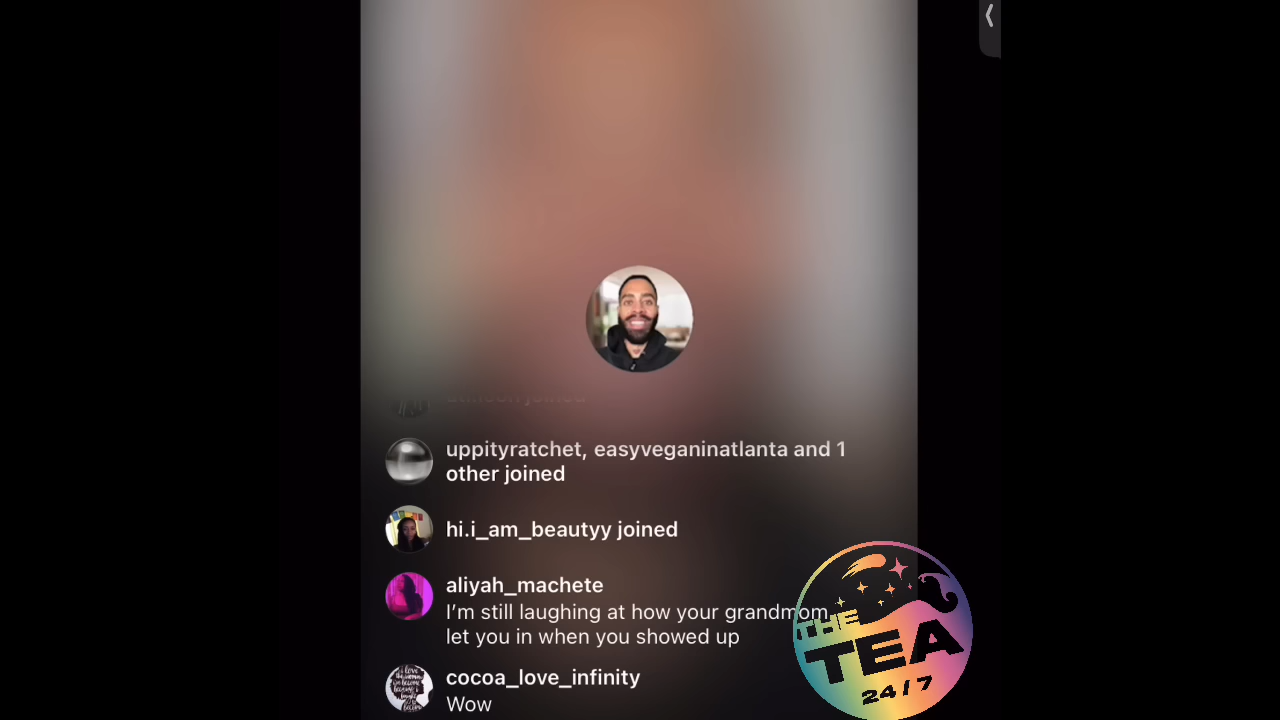 uppityratchet, easyveganinatlanta and 1
other joined
hi.i_am_beautyy joined
aliyah_machete
I’m still laughing at how your grandmom
let you in when you showed up
cocoa_love_infinity
Wow
THE
TEA
24/7